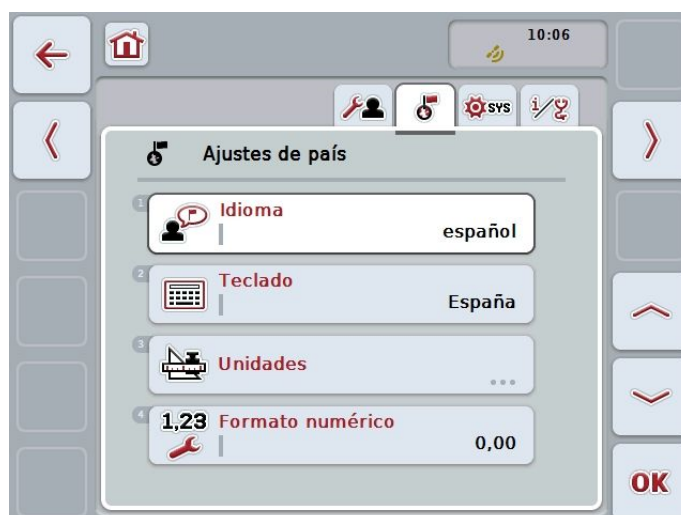 10:06
SYS
i/
Ajustes de país
1
Idioma
español
2
Teclado
España
3
Unidades
...
4
1,23 Formato numérico
0,00
OK